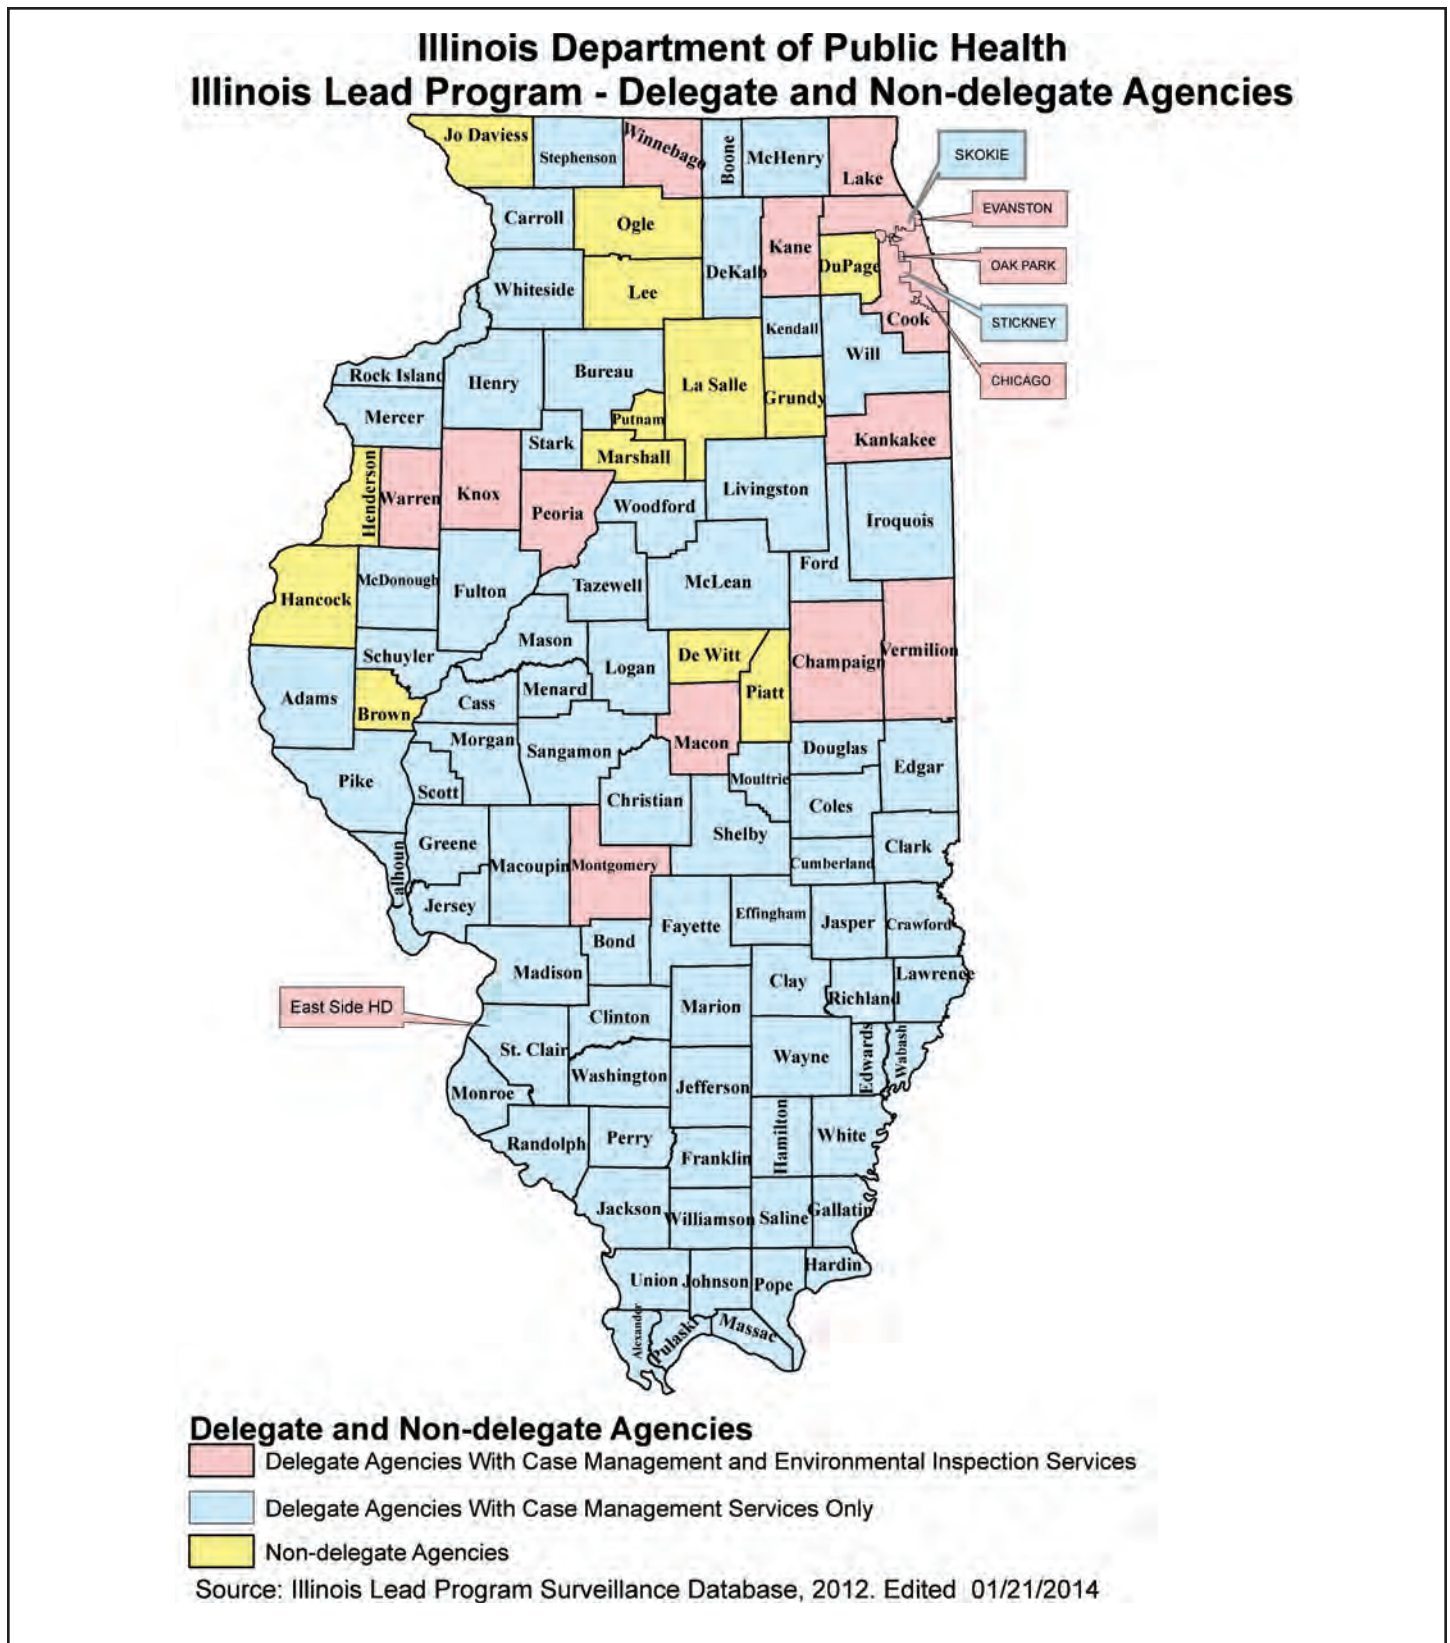 Illinois Department of Public Health
Illinois Lead Program - Delegate and Non-delegate Agencies
Jo Daviess
Stephenson
Winnebago
Boone
McHenry
Lake
SKOKIE
EVANSTON
Carroll
Ogle
Kane
DeKalb
DuPage
OAK PARK
Whiteside
Lee
Cook
STICKNEY
Kendall
Will
CHICAGO
Rock Island
Henry
Bureau
La Salle
Grundy
Mercer
Putnam
Stark
Kankakee
Marshall
Henderson
Warren
Knox
Peoria
Woodford
Livingston
Iroquois
Ford
Hancock
McDonough
Fulton
Tazewell
McLean
Schuyler
Mason
Logan
De Witt
Champaign
Vermilion
Adams
Brown
Cass
Menard
Piatt
Morgan
Sangamon
Macon
Douglas
Edgar
Pike
Scott
Christian
Moultrie
Coles
Shelby
Greene
Macoupin
Montgomery
Cumberland
Clark
Calhoun
Jersey
Fayette
Effingham
Jasper
Crawford
Bond
Madison
Clay
Lawrence
Richland
East Side HD
Clinton
Marion
St. Clair
Wayne
Edwards
Wabash
Washington
Jefferson
Monroe
Randolph
Perry
Hamilton
White
Franklin
Jackson
Williamson
Saline
Gallatin
Hardin
Union
Johnson
Pope
Alexander
Pulaski
Massac
Delegate and Non-delegate Agencies
Delegate Agencies With Case Management and Environmental Inspection Services
Delegate Agencies With Case Management Services Only
Non-delegate Agencies
Source: Illinois Lead Program Surveillance Database, 2012. Edited 01/21/2014